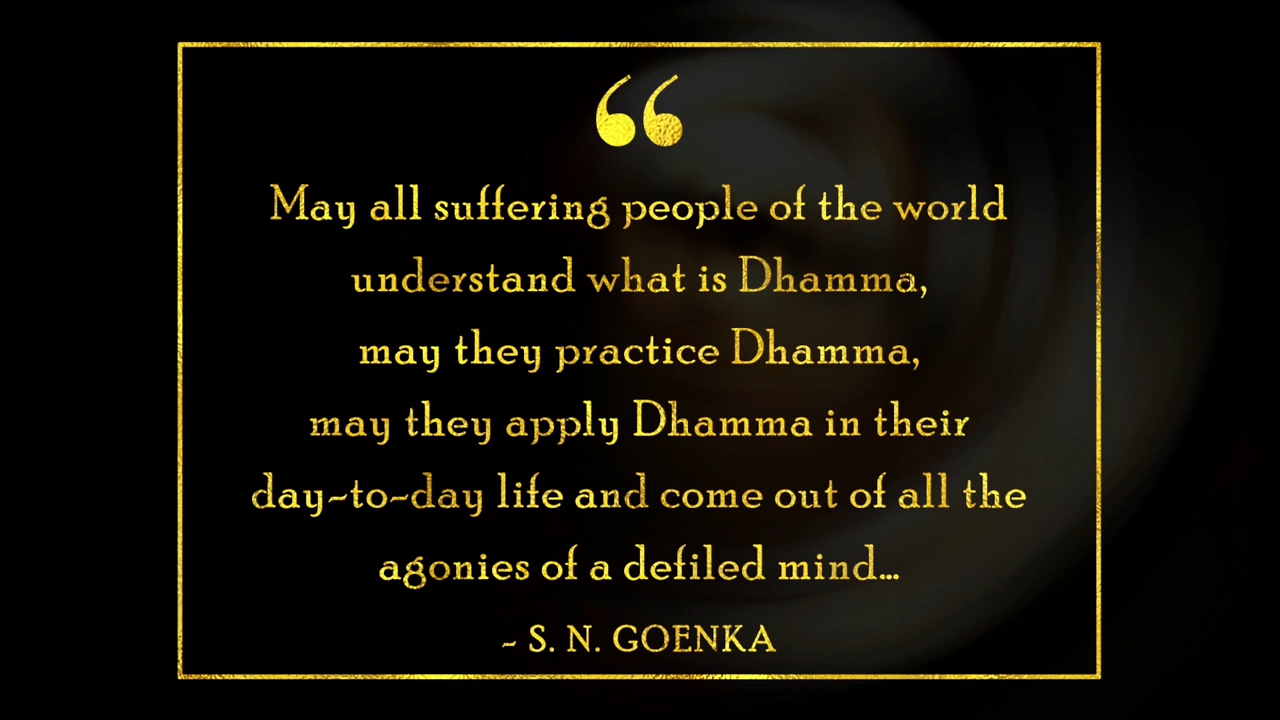 “
May all suffering people of the world
understand what is Dhamma,
may they practice Dhamma,
may they apply Dhamma in their
day-to-day life and come out of all the
agonies of a defiled mind...
~ S. N. GOENKA